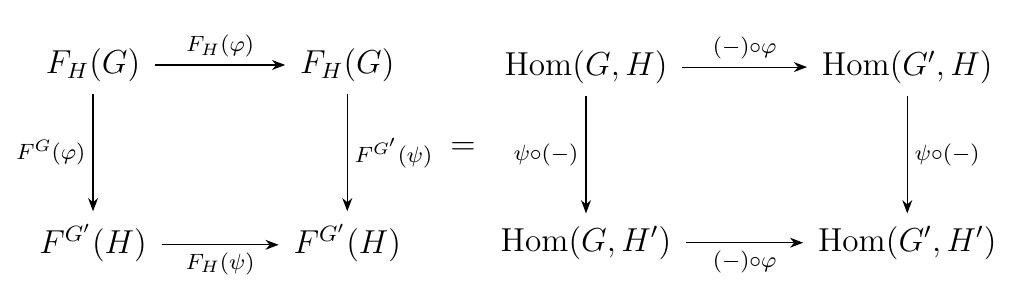 F_H(G) F_H(φ) F_H(G) Hom(G, H) (−)∘φ Hom(G′, H)
F^G(φ) F^{G′}(ψ) = ψ∘(−) ψ∘(−)
F^{G′}(H) F_H(ψ) F^{G′}(H) Hom(G, H′) (−)∘φ Hom(G′, H′)